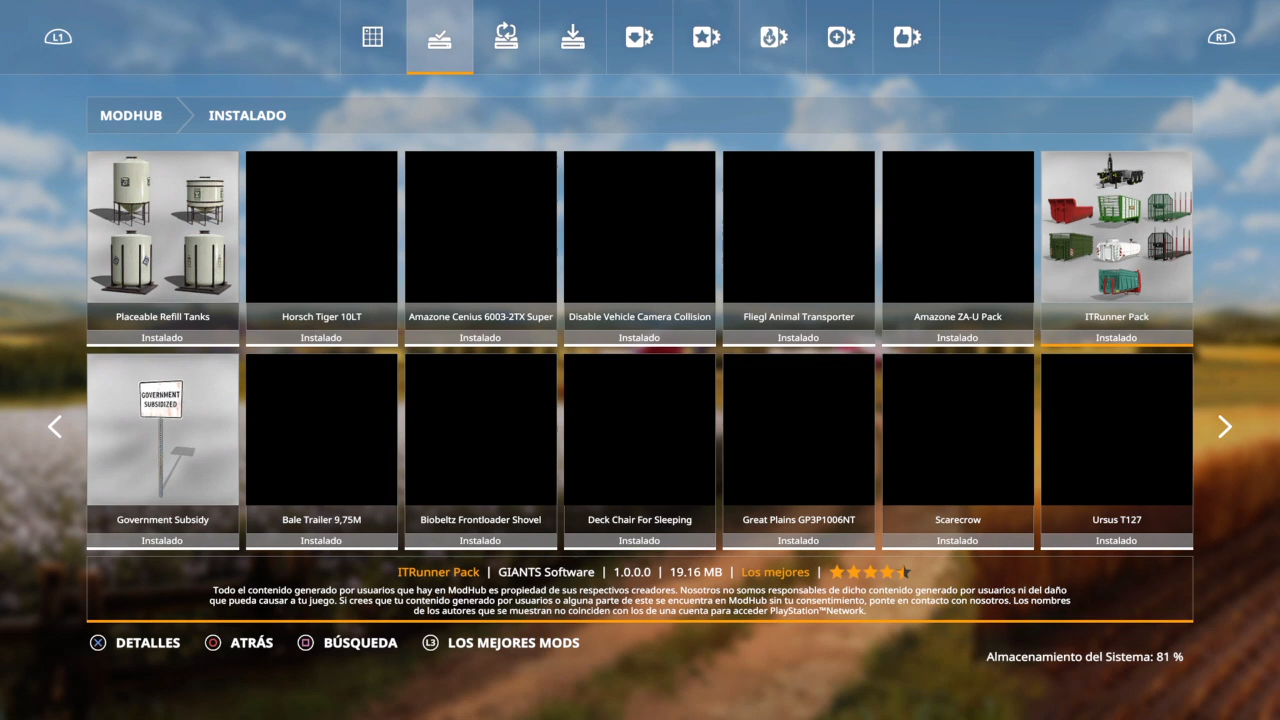 L1
R1
MODHUB
INSTALADO
Placeable Refill Tanks
Horsch Tiger 10LT
Amazone Cenius 6003-2TX Super
Disable Vehicle Camera Collision
Fliegl Animal Transporter
Amazone ZA-U Pack
ITRunner Pack
Instalado
Instalado
Instalado
Instalado
Instalado
Instalado
Instalado
GOVERNMENT
SUBSIDIZED
Government Subsidy
Bale Trailer 9,75M
Biobeltz Frontloader Shovel
Deck Chair For Sleeping
Great Plains GP3P1006NT
Scarecrow
Ursus T127
Instalado
Instalado
Instalado
Instalado
Instalado
Instalado
Instalado
ITRunner Pack | GIANTS Software | 1.0.0.0 | 19.16 MB | Los mejores |
Todo el contenido generado por usuarios que hay en ModHub es propiedad de sus respectivos creadores. Nosotros no somos responsables de dicho contenido generado por usuarios ni del daño
que pueda causar a tu juego. Si crees que tu contenido generado por usuarios o alguna parte de este se encuentra en ModHub sin tu consentimiento, ponte en contacto con nosotros. Los nombres
de los autores que se muestran no coinciden con los de una cuenta para acceder PlayStation™Network.
DETALLES
ATRÁS
BÚSQUEDA
L3 LOS MEJORES MODS
Almacenamiento del Sistema: 81 %